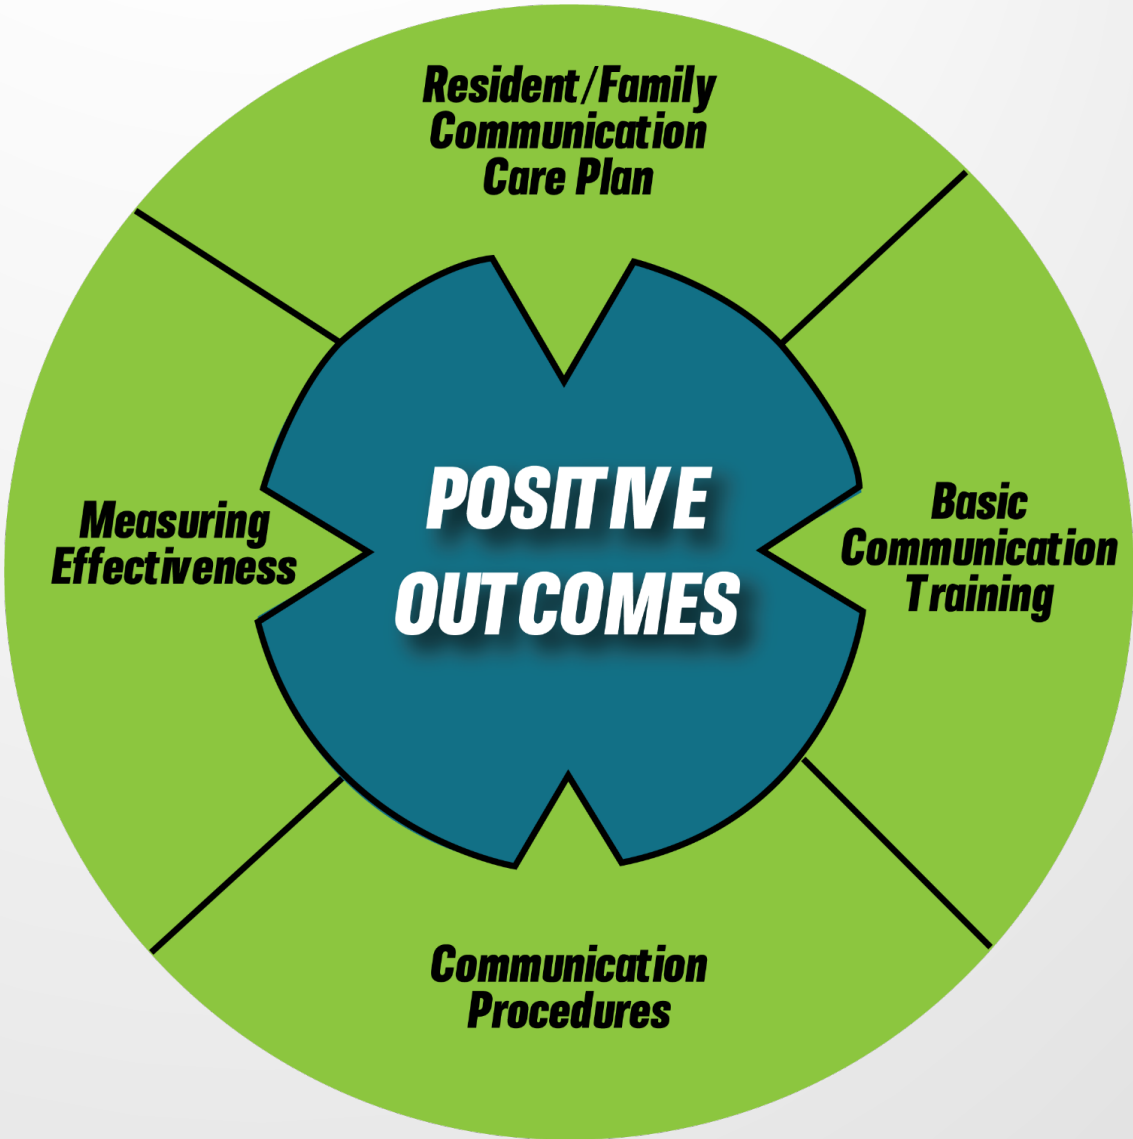 Resident/Family
Communication
Care Plan
Measuring
Effectiveness
POSITIVE
OUTCOMES
Basic
Communication
Training
Communication
Procedures